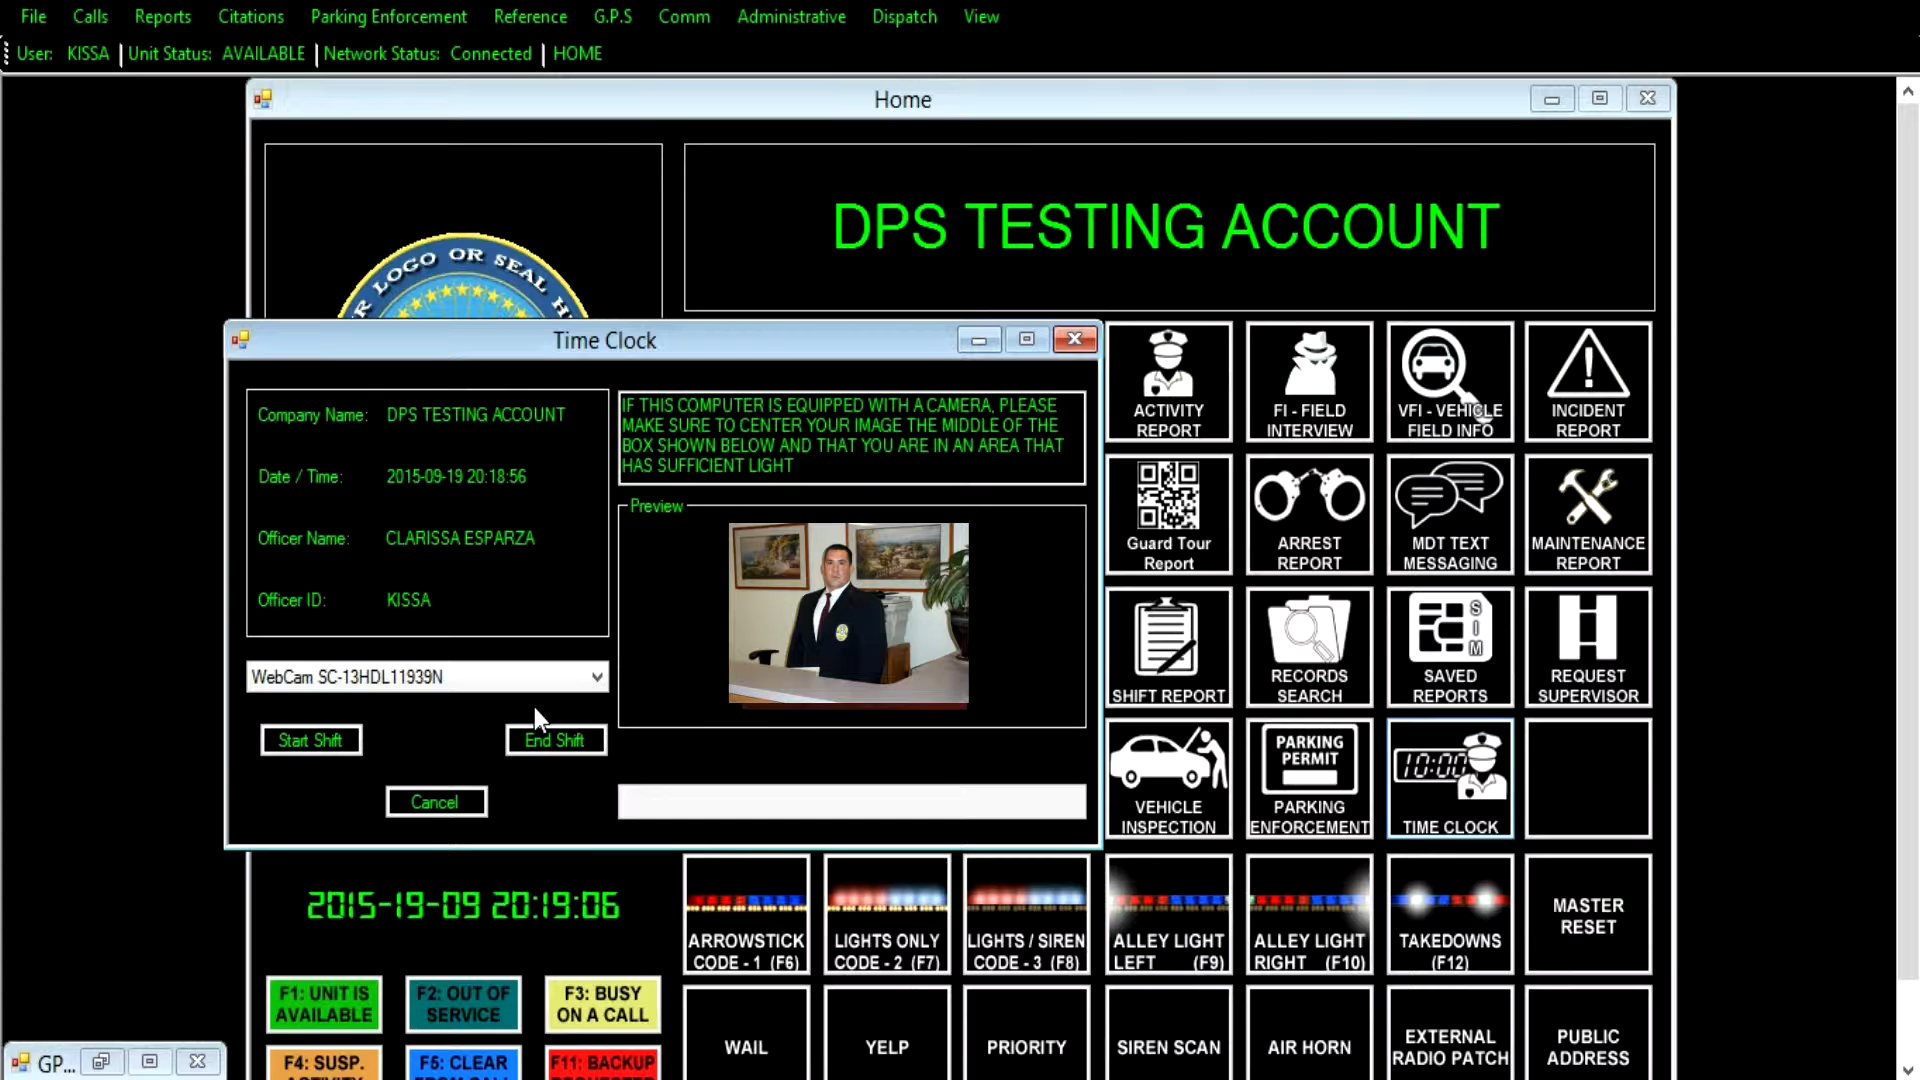 File Calls Reports Citations Parking Enforcement Reference G.P.S Comm Administrative Dispatch View
User: KISSA Unit Status: AVAILABLE Network Status: Connected HOME
Home
DPS TESTING ACCOUNT
R LOGO OR SEAL H
Time Clock
Company Name: DPS TESTING ACCOUNT
Date / Time: 2015-09-19 20:18:56
Officer Name: CLARISSA ESPARZA
Officer ID: KISSA
WebCam SC-13HDL11939N
Start Shift
End Shift
Cancel
IF THIS COMPUTER IS EQUIPPED WITH A CAMERA, PLEASE
MAKE SURE TO CENTER YOUR IMAGE THE MIDDLE OF THE
BOX SHOWN BELOW AND THAT YOU ARE IN AN AREA THAT
HAS SUFFICIENT LIGHT
Preview
ACTIVITY
REPORT
FI - FIELD
INTERVIEW
VFI - VEHICLE
FIELD INFO
INCIDENT
REPORT
Guard Tour
Report
ARREST
REPORT
MDT TEXT
MESSAGING
MAINTENANCE
REPORT
SHIFT REPORT
RECORDS
SEARCH
SIM
SAVED
REPORTS
REQUEST
SUPERVISOR
VEHICLE
INSPECTION
PARKING
PERMIT
PARKING
ENFORCEMENT
10:00
TIME CLOCK
2015-19-09 20:19:06
ARROWSTICK
CODE - 1 (F6)
LIGHTS ONLY
CODE - 2 (F7)
LIGHTS / SIREN
CODE - 3 (F8)
ALLEY LIGHT
LEFT (F9)
ALLEY LIGHT
RIGHT (F10)
TAKEDOWNS
(F12)
MASTER
RESET
F1: UNIT IS
AVAILABLE
F2: OUT OF
SERVICE
F3: BUSY
ON A CALL
WAIL
YELP
PRIORITY
SIREN SCAN
AIR HORN
EXTERNAL
RADIO PATCH
PUBLIC
ADDRESS
GP...
F4: SUSP.
ACTIVITY
F5: CLEAR
FROM CALL
F11: BACKUP
REQUESTED